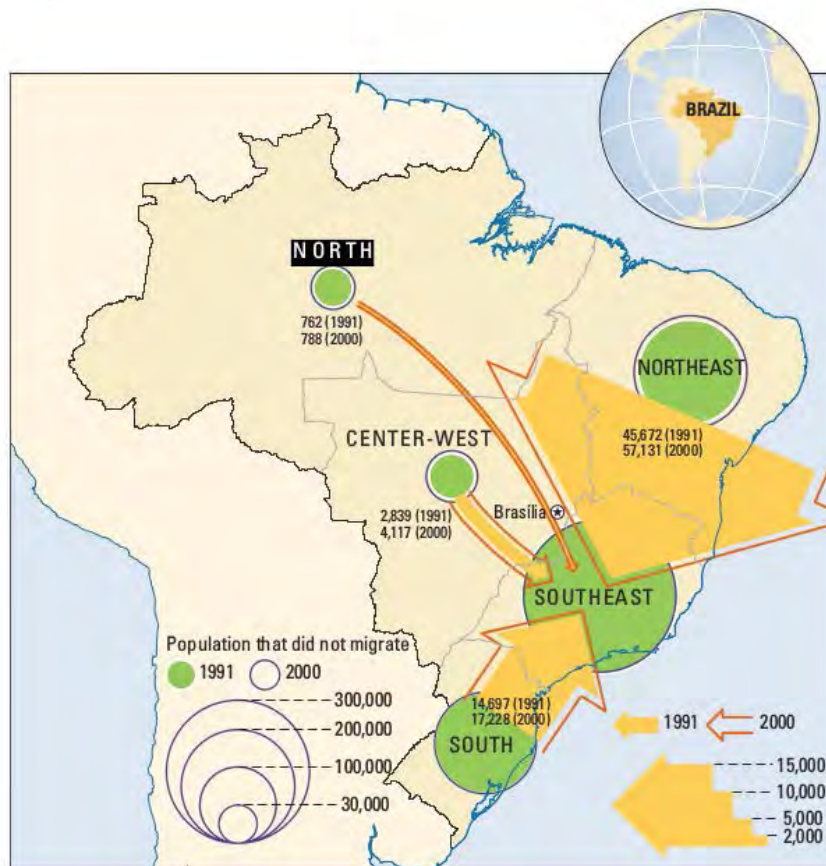 BRAZIL
NORTH
762 (1991)
788 (2000)
NORTHEAST
45,672 (1991)
57,131 (2000)
CENTER-WEST
2,839 (1991)
4,117 (2000)
Brasília
SOUTHEAST
14,697 (1991)
17,228 (2000)
SOUTH
Population that did not migrate
1991 2000
300,000
200,000
100,000
30,000
1991 2000
15,000
10,000
5,000
2,000